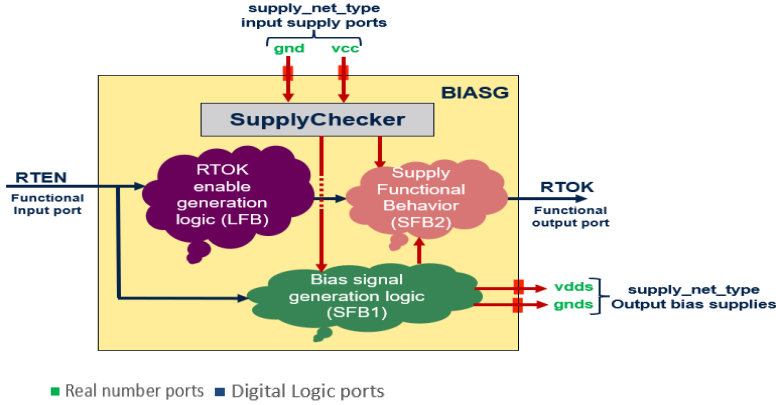 supply_net_type
input supply ports
gnd vcc
BIASG
SupplyChecker
RTEN
Functional
Input port
RTOK
enable
generation
logic (LFB)
Supply
Functional
Behavior
(SFB2)
RTOK
Functional
output port
Bias signal
generation logic
(SFB1)
vdds
gnds
supply_net_type
Output bias supplies
Real number ports Digital Logic ports